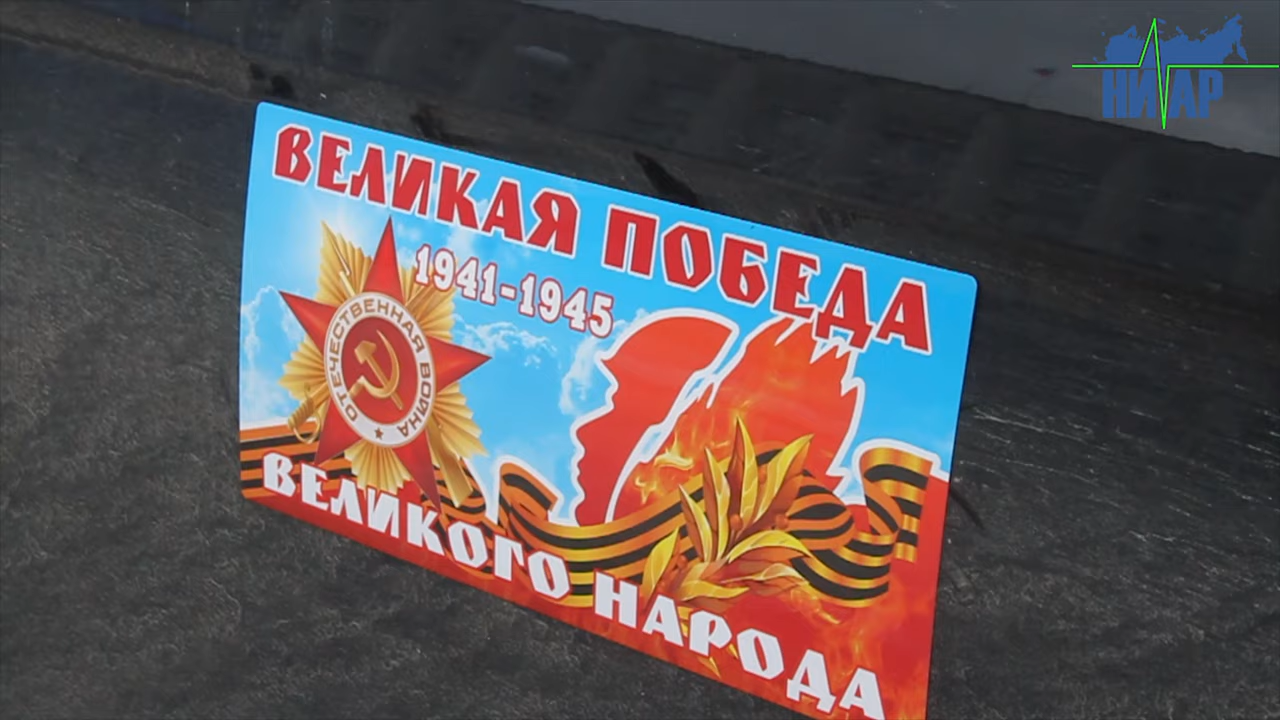 ВЕЛИКАЯ ПОБЕДА
1941-1945
ОТЕЧЕСТВЕННАЯ ВОЙНА
ВЕЛИКОГО НАРОДА
НИАР